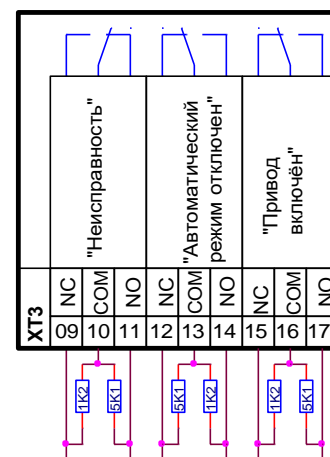 "Неисправность"
"Автоматический
режим отключен"
"Привод
включён"
ХТ3
NC COM NO NC COM NO NC COM NO
09 10 11 12 13 14 15 16 17
1K2 5K1 5K1 1K2 1K2 5K1